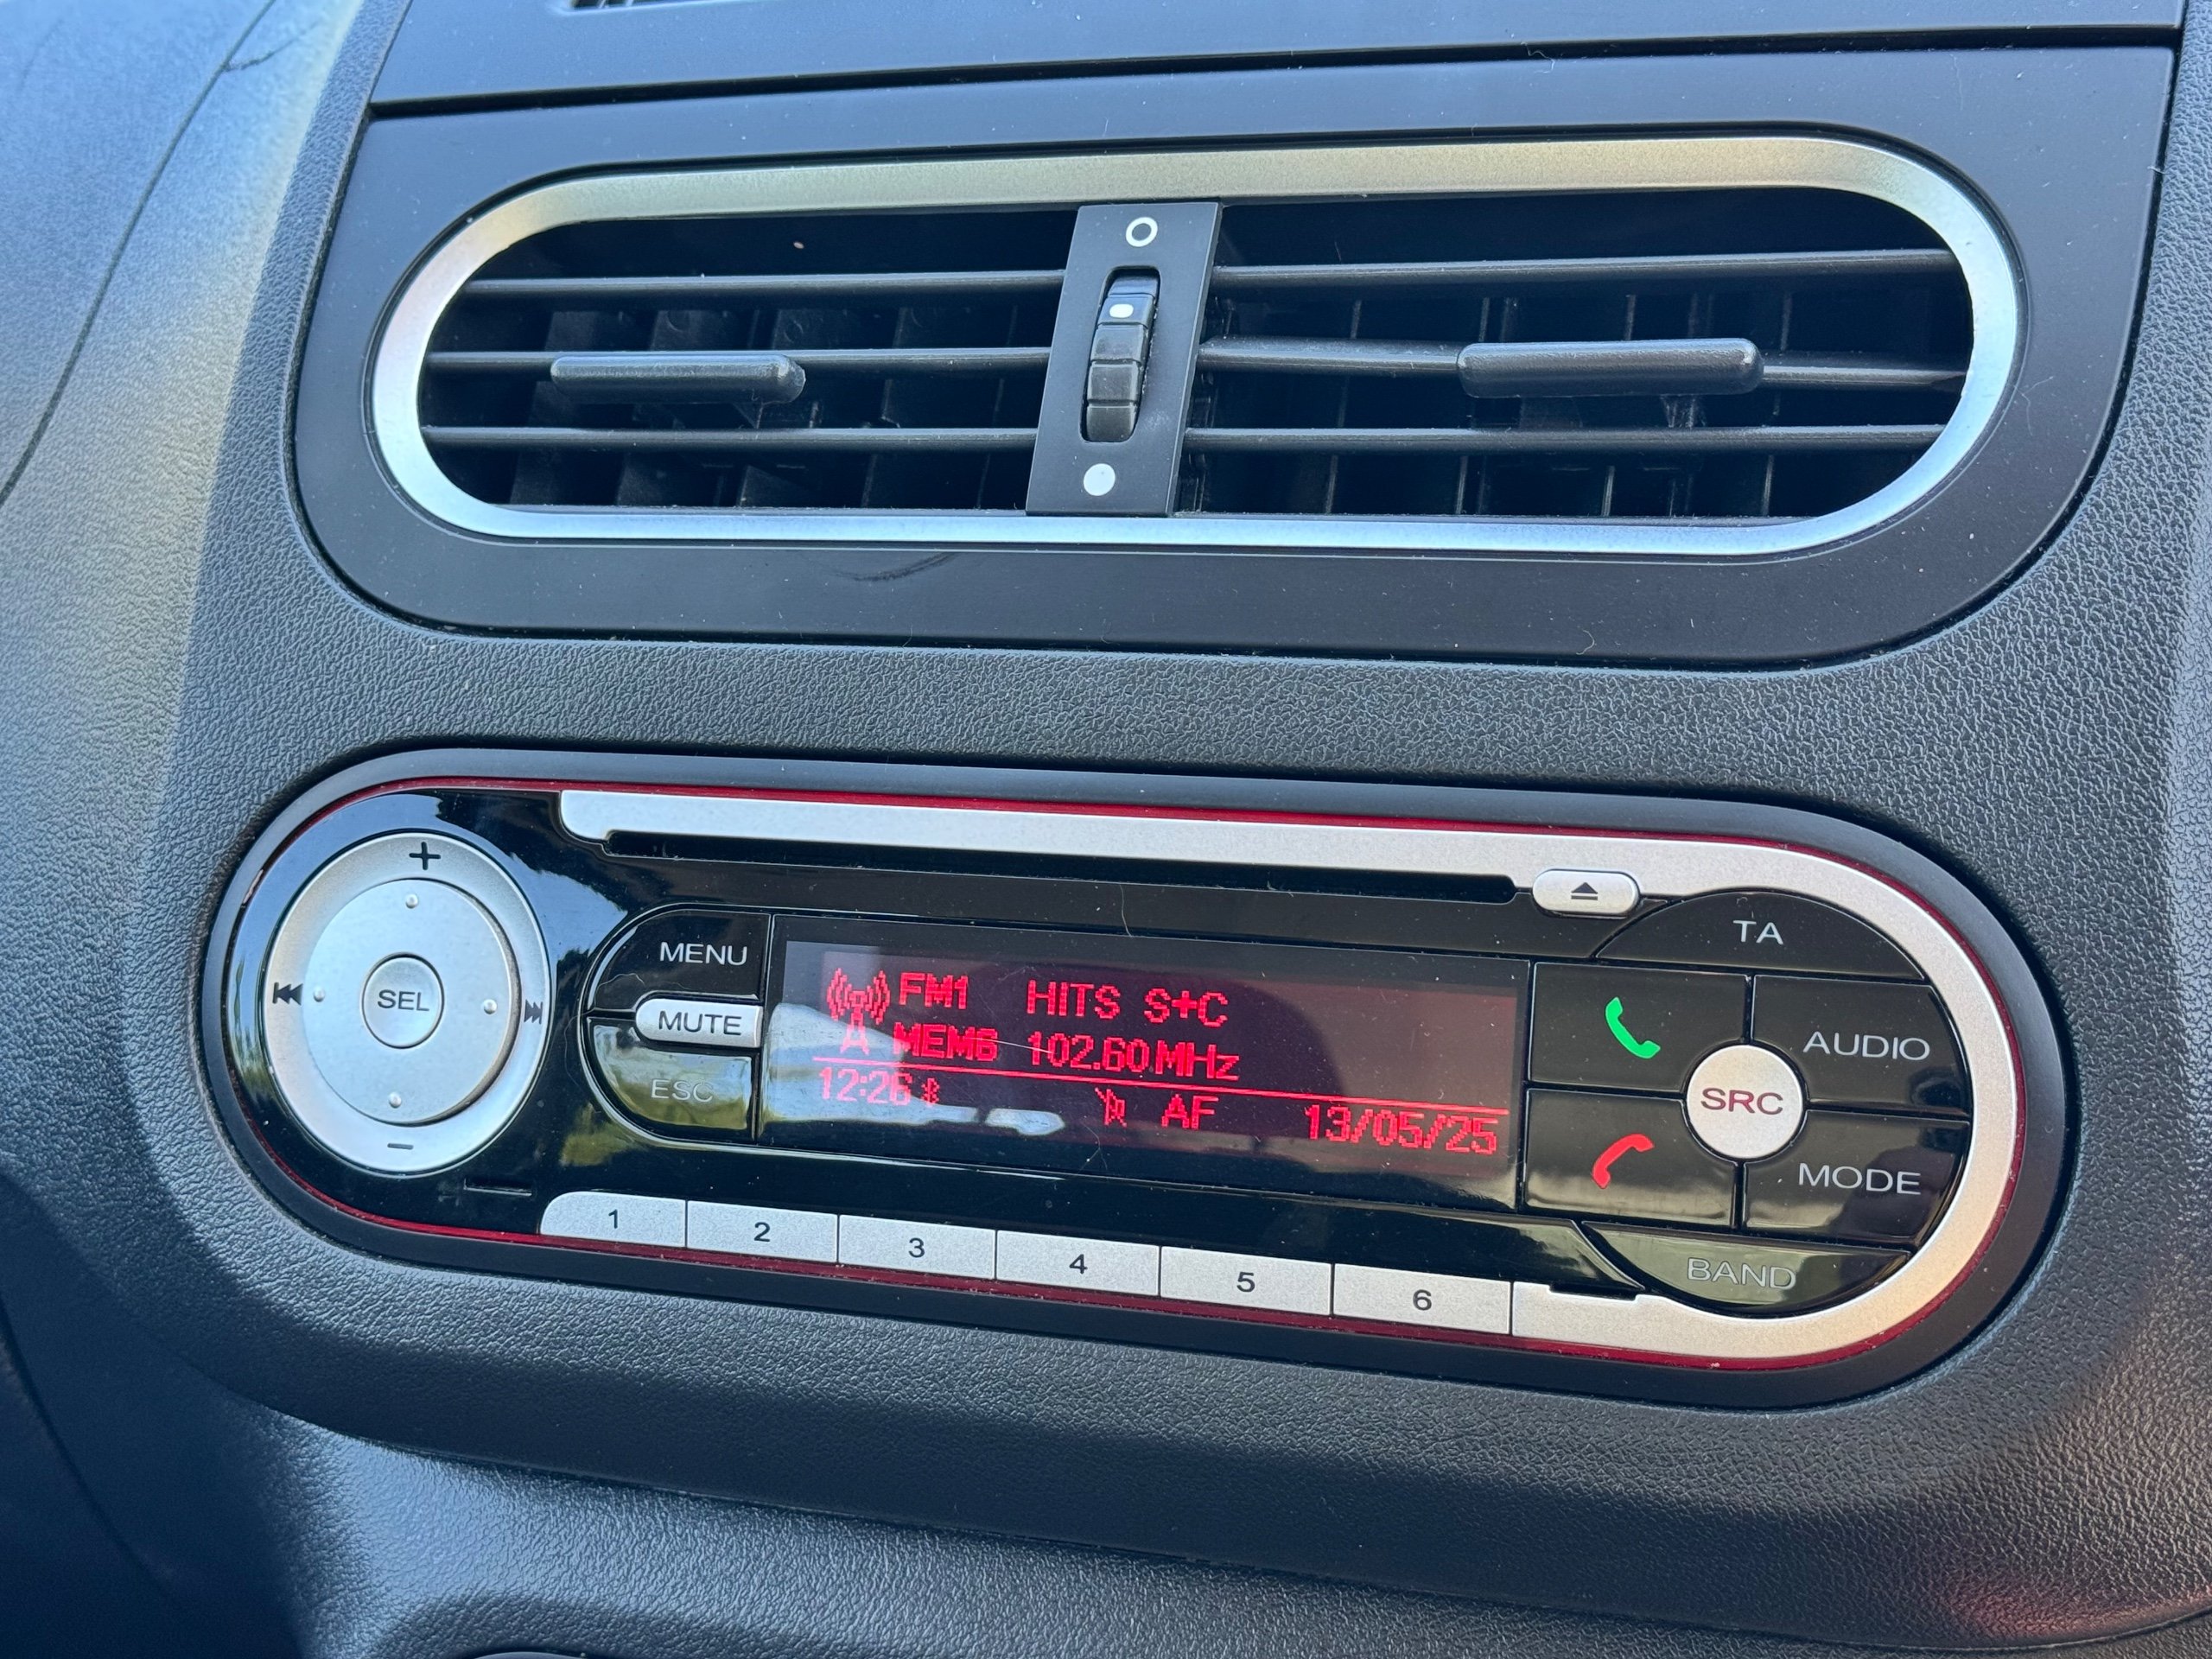 TA
MENU
MUTE
ESC
SEL
FM1 HITS S+C
MEM6 102.60MHz
12:26 AF 13/05/25
AUDIO
SRC
MODE
BAND
1 2 3 4 5 6